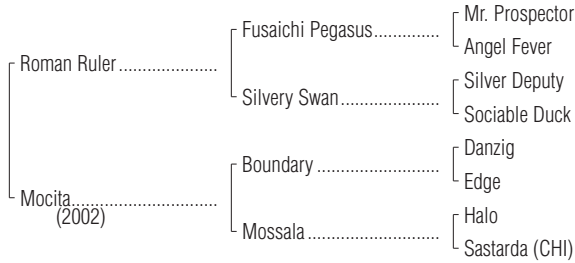 Mr. Prospector
Fusaichi Pegasus..............
Angel Fever
Roman Ruler.....................
Silver Deputy
Silvery Swan.....................
Sociable Duck
Danzig
Boundary ..........................
Edge
Mocita................................
(2002)
Halo
Mossala............................
Sastarda (CHI)